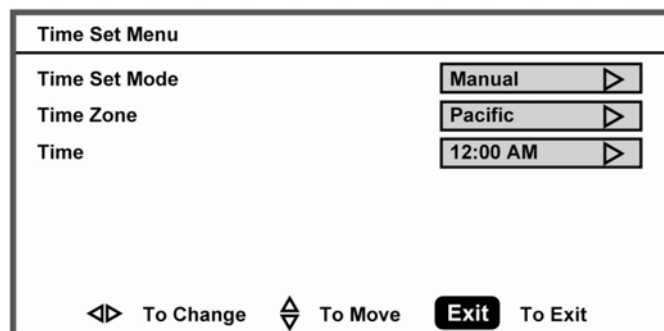 Time Set Menu
Time Set Mode Manual
Time Zone Pacific
Time 12:00 AM
To Change To Move Exit To Exit